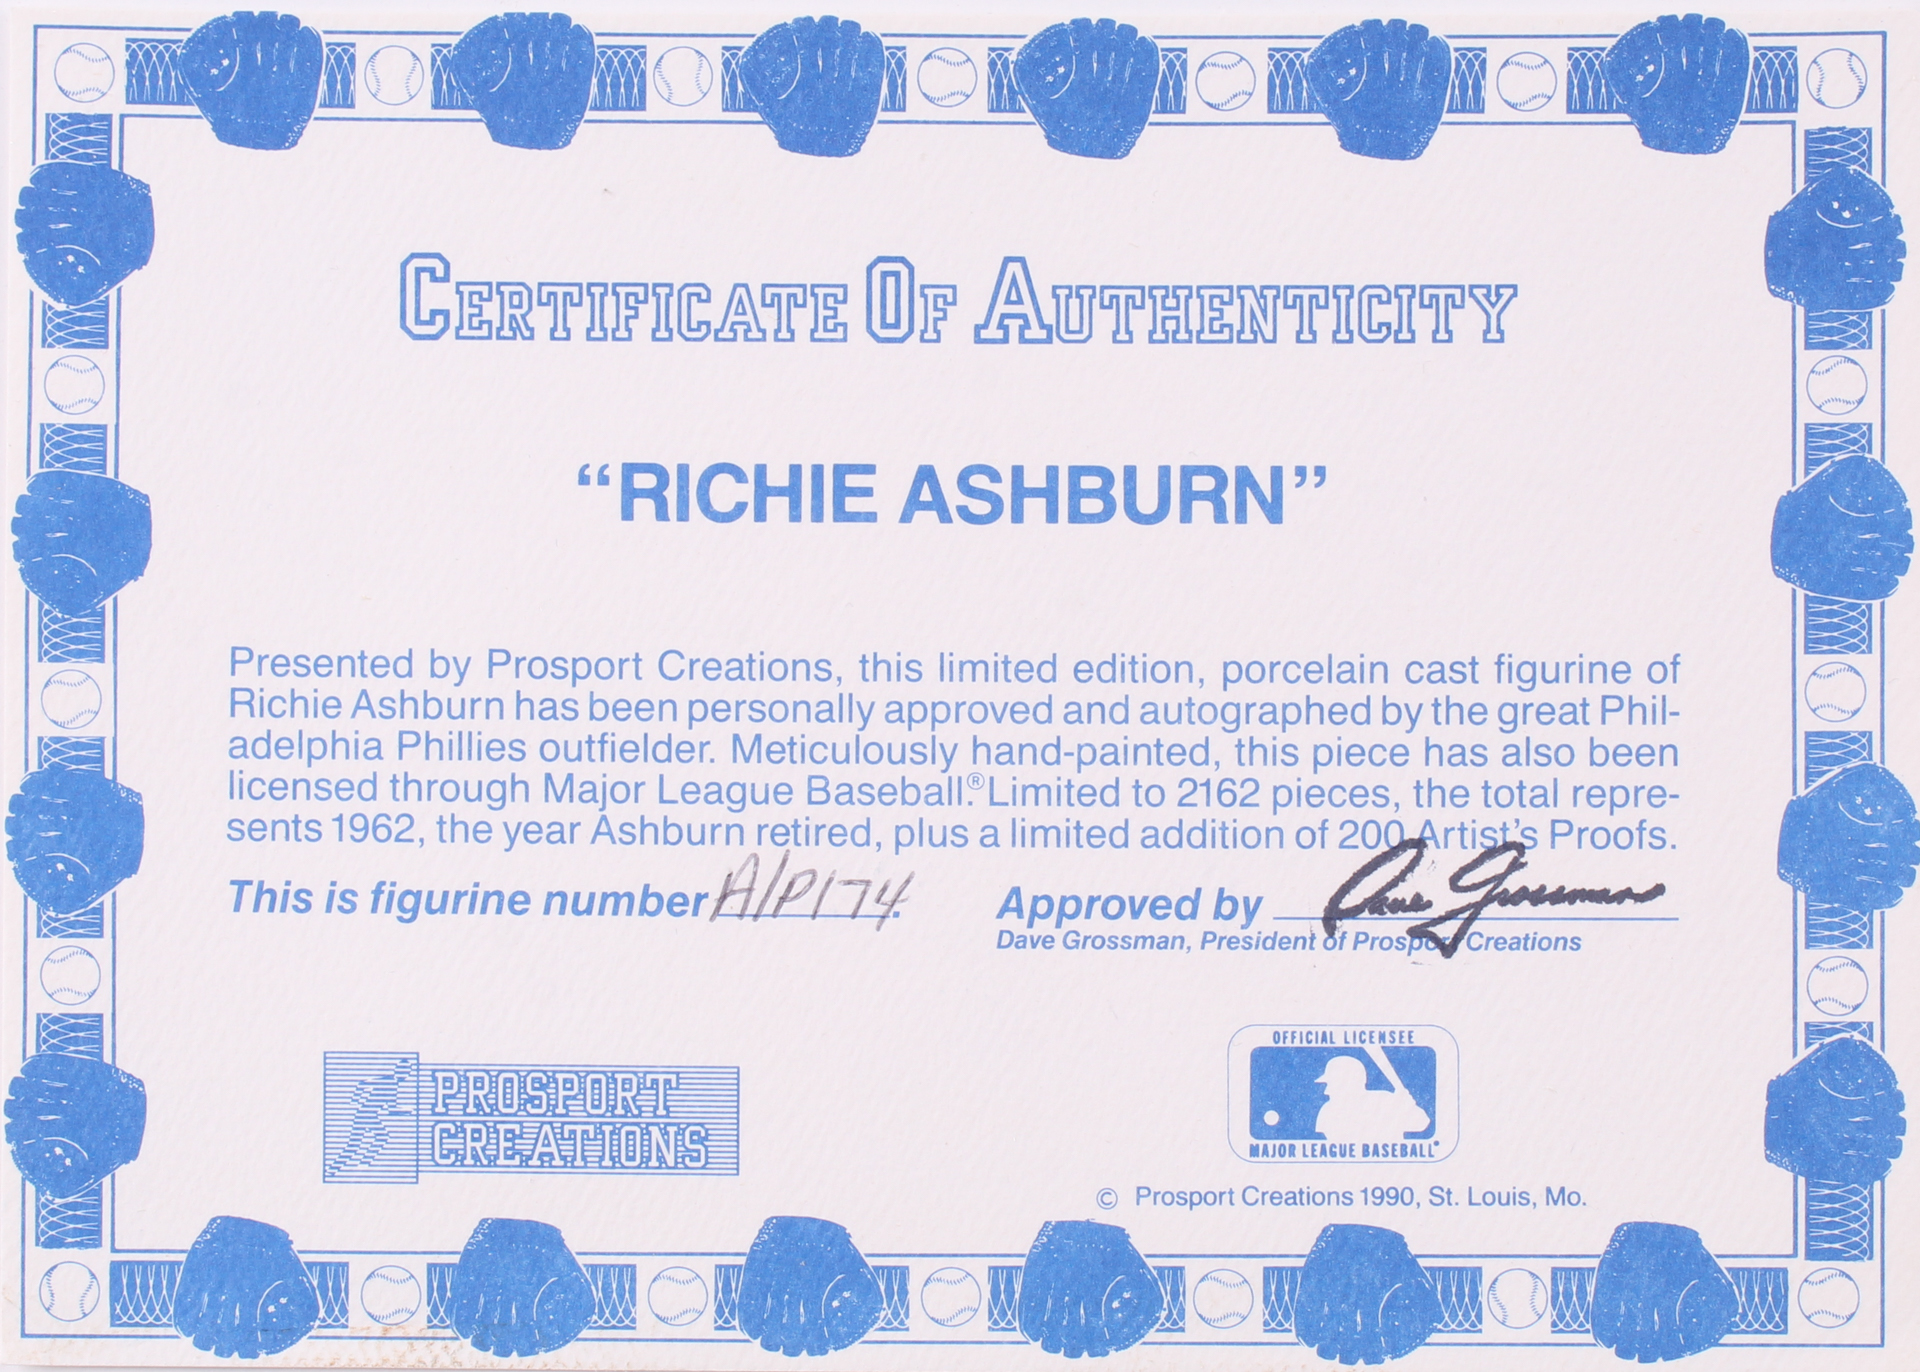 CERTIFICATE OF AUTHENTICITY
“RICHIE ASHBURN”
Presented by Prosport Creations, this limited edition, porcelain cast figurine of
Richie Ashburn has been personally approved and autographed by the great Phil-
adelphia Phillies outfielder. Meticulously hand-painted, this piece has also been
licensed through Major League Baseball.® Limited to 2162 pieces, the total repre-
sents 1962, the year Ashburn retired, plus a limited addition of 200 Artist's Proofs.
This is figurine number A/P174.
Approved by Dave Grossman
Dave Grossman, President of Prosport Creations
PROSPORT
CREATIONS
OFFICIAL LICENSEE
MAJOR LEAGUE BASEBALL®
© Prosport Creations 1990, St. Louis, Mo.